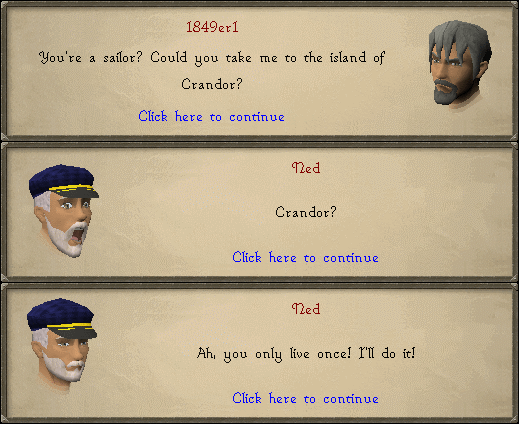 1849er1
You're a sailor? Could you take me to the island of
Crandor?
Click here to continue
Ned
Crandor?
Click here to continue
Ned
Ah, you only live once! I'll do it!
Click here to continue